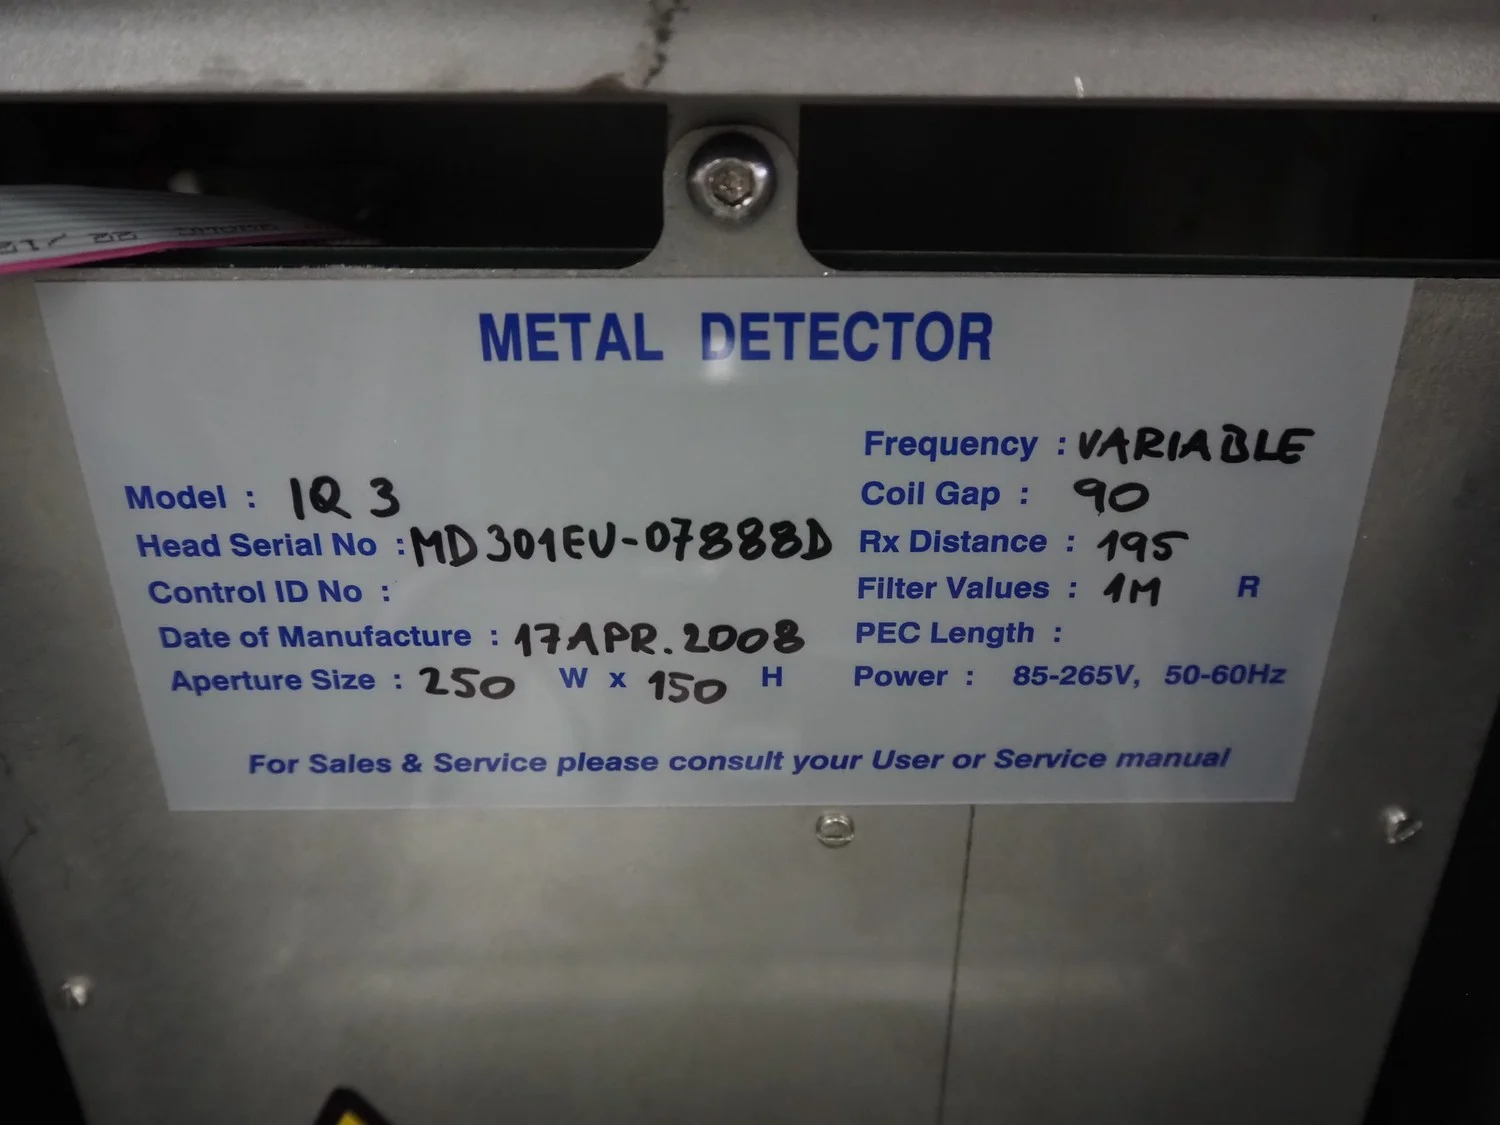 METAL DETECTOR
Model : IQ 3
Head Serial No : MD301EU-07888D
Control ID No :
Date of Manufacture : 17 APR. 2008
Aperture Size : 250 W x 150 H
Frequency : VARIABLE
Coil Gap : 90
Rx Distance : 195
Filter Values : 1M R
PEC Length :
Power : 85-265V, 50-60Hz
For Sales & Service please consult your User or Service manual